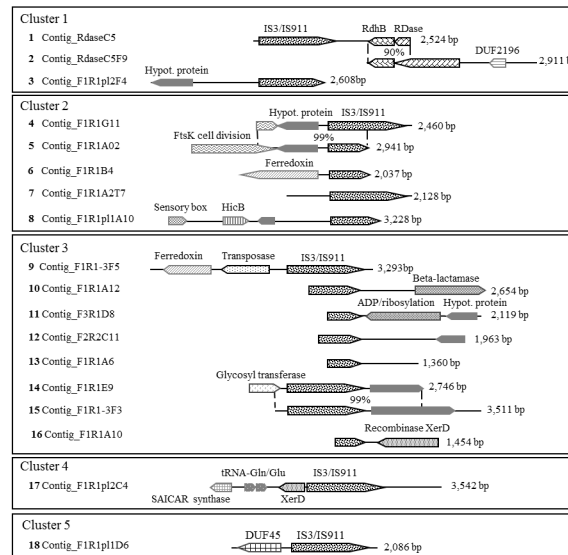 Cluster 1
IS3/IS911 RdhB RDase
1 Contig_RdaseC5 2,524 bp
90% DUF2196
2 Contig_RdaseC5F9 2,911 bp
Hypot. protein
3 Contig_F1R1pl2F4 2,608bp
Cluster 2
Hypot. protein IS3/IS911
4 Contig_F1R1G11 2,460 bp
FtsK cell division 99%
5 Contig_F1R1A02 2,941 bp
Ferredoxin
6 Contig_F1R1B4 2,037 bp
7 Contig_F1R1A2T7 2,128 bp
Sensory box HicB
8 Contig_F1R1pl1A10 3,228 bp
Cluster 3
Ferredoxin Transposase IS3/IS911
9 Contig_F1R1-3F5 3,293bp
Beta-lactamase
10 Contig_F1R1A12 2,654 bp
ADP/ribosylation Hypot. protein
11 Contig_F3R1D8 2,119 bp
12 Contig_F2R2C11 1,963 bp
13 Contig_F1R1A6 1,360 bp
Glycosyl transferase
14 Contig_F1R1E9 2,746 bp
99%
15 Contig_F1R1-3F3 3,511 bp
Recombinase XerD
16 Contig_F1R1A10 1,454 bp
Cluster 4
tRNA-Gln/Glu IS3/IS911
17 Contig_F1R1pl2C4 3,542 bp
SAICAR synthase XerD
Cluster 5
DUF45 IS3/IS911
18 Contig_F1R1pl1D6 2,086 bp